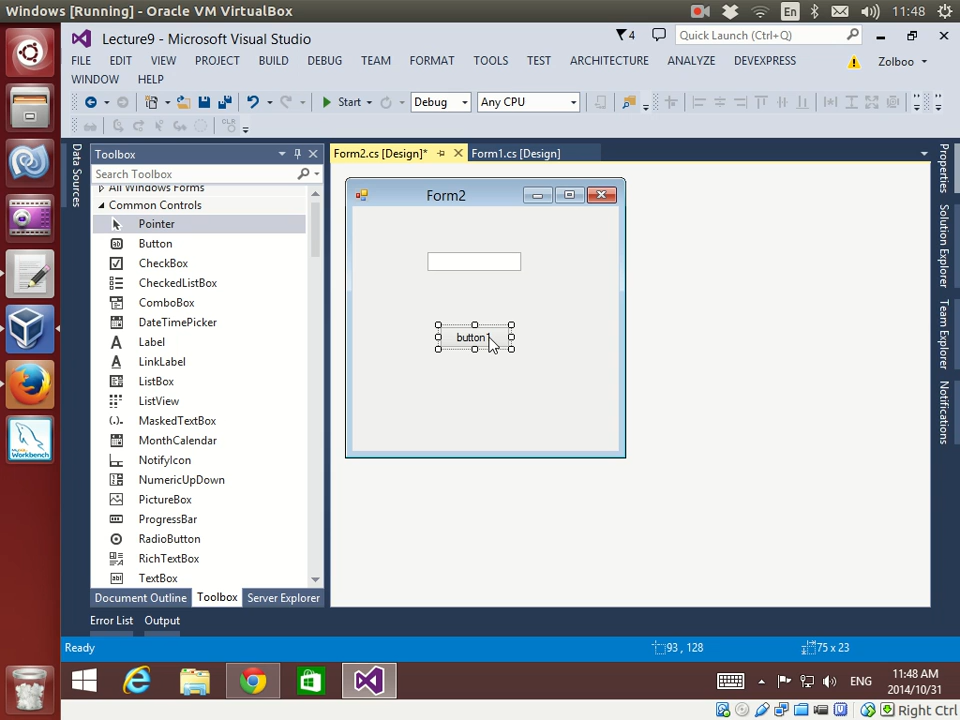 Windows [Running] - Oracle VM VirtualBox
En
11:48
Lecture9 - Microsoft Visual Studio
4
Quick Launch (Ctrl+Q)
FILE EDIT VIEW PROJECT BUILD DEBUG TEAM FORMAT TOOLS TEST ARCHITECTURE ANALYZE DEVEXPRESS
Zolboo
WINDOW HELP
Start
Debug
Any CPU
CLR
Data Sources
Toolbox
Search Toolbox
All Windows Forms
Common Controls
Pointer
Button
CheckBox
CheckedListBox
ComboBox
DateTimePicker
Label
LinkLabel
ListBox
ListView
MaskedTextBox
MonthCalendar
NotifyIcon
NumericUpDown
PictureBox
ProgressBar
RadioButton
RichTextBox
TextBox
Document Outline Toolbox Server Explorer
Form2.cs [Design]* Form1.cs [Design]
Form2
button1
Properties
Solution Explorer
Team Explorer
Notifications
MySQL
Workbench
Error List Output
Ready
93 , 128
75 x 23
ENG
11:48 AM
2014/10/31
Right Ctrl